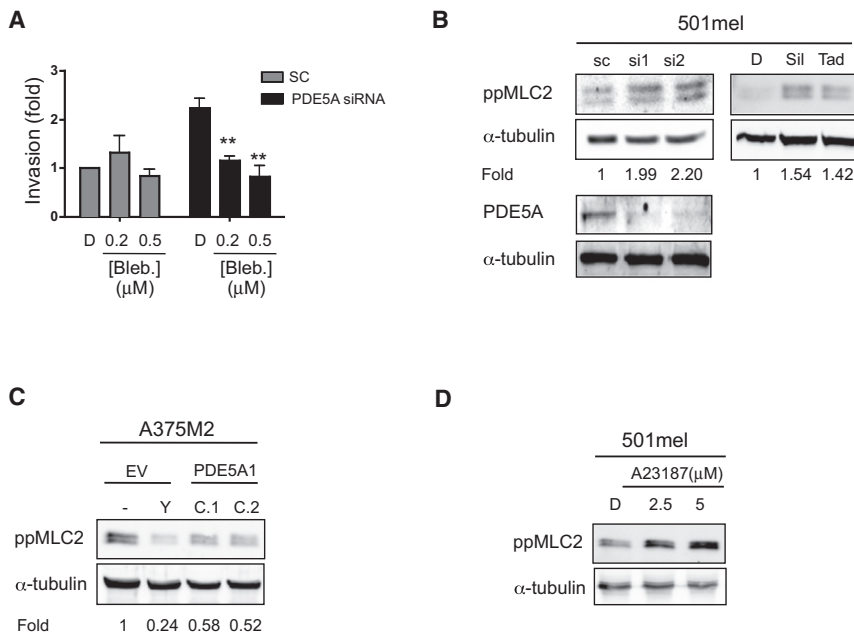 A
Invasion (fold)
3
2
1
0
SC
PDE5A siRNA
** **
D 0.2 0.5 D 0.2 0.5
[Bleb.] [Bleb.]
(μM) (μM)
B
501mel
sc si1 si2 D Sil Tad
ppMLC2
α-tubulin
Fold 1 1.99 2.20 1 1.54 1.42
PDE5A
α-tubulin
C
A375M2
EV PDE5A1
- Y C.1 C.2
ppMLC2
α-tubulin
Fold 1 0.24 0.58 0.52
D
501mel
A23187(μM)
D 2.5 5
ppMLC2
α-tubulin